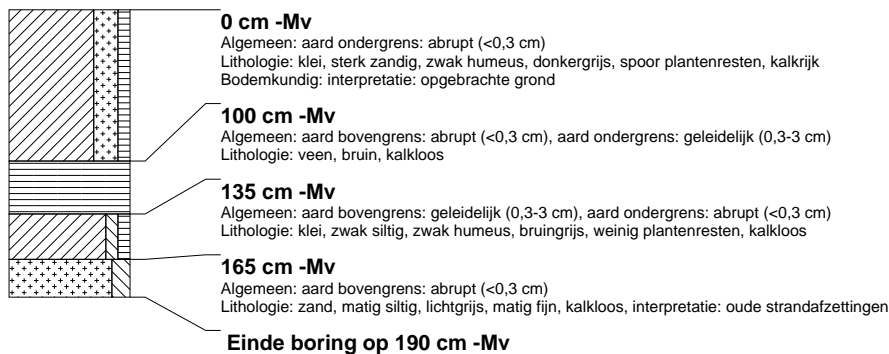 0 cm -Mv
Algemeen: aard ondergrens: abrupt (<0,3 cm)
Lithologie: klei, sterk zandig, zwak humeus, donkergrijs, spoor plantenresten, kalkrijk
Bodemkundig: interpretatie: opgebrachte grond
100 cm -Mv
Algemeen: aard bovengrens: abrupt (<0,3 cm), aard ondergrens: geleidelijk (0,3-3 cm)
Lithologie: veen, bruin, kalkloos
135 cm -Mv
Algemeen: aard bovengrens: geleidelijk (0,3-3 cm), aard ondergrens: abrupt (<0,3 cm)
Lithologie: klei, zwak siltig, zwak humeus, bruingrijs, weinig plantenresten, kalkloos
165 cm -Mv
Algemeen: aard bovengrens: abrupt (<0,3 cm)
Lithologie: zand, matig siltig, lichtgrijs, matig fijn, kalkloos, interpretatie: oude strandafzettingen
Einde boring op 190 cm -Mv